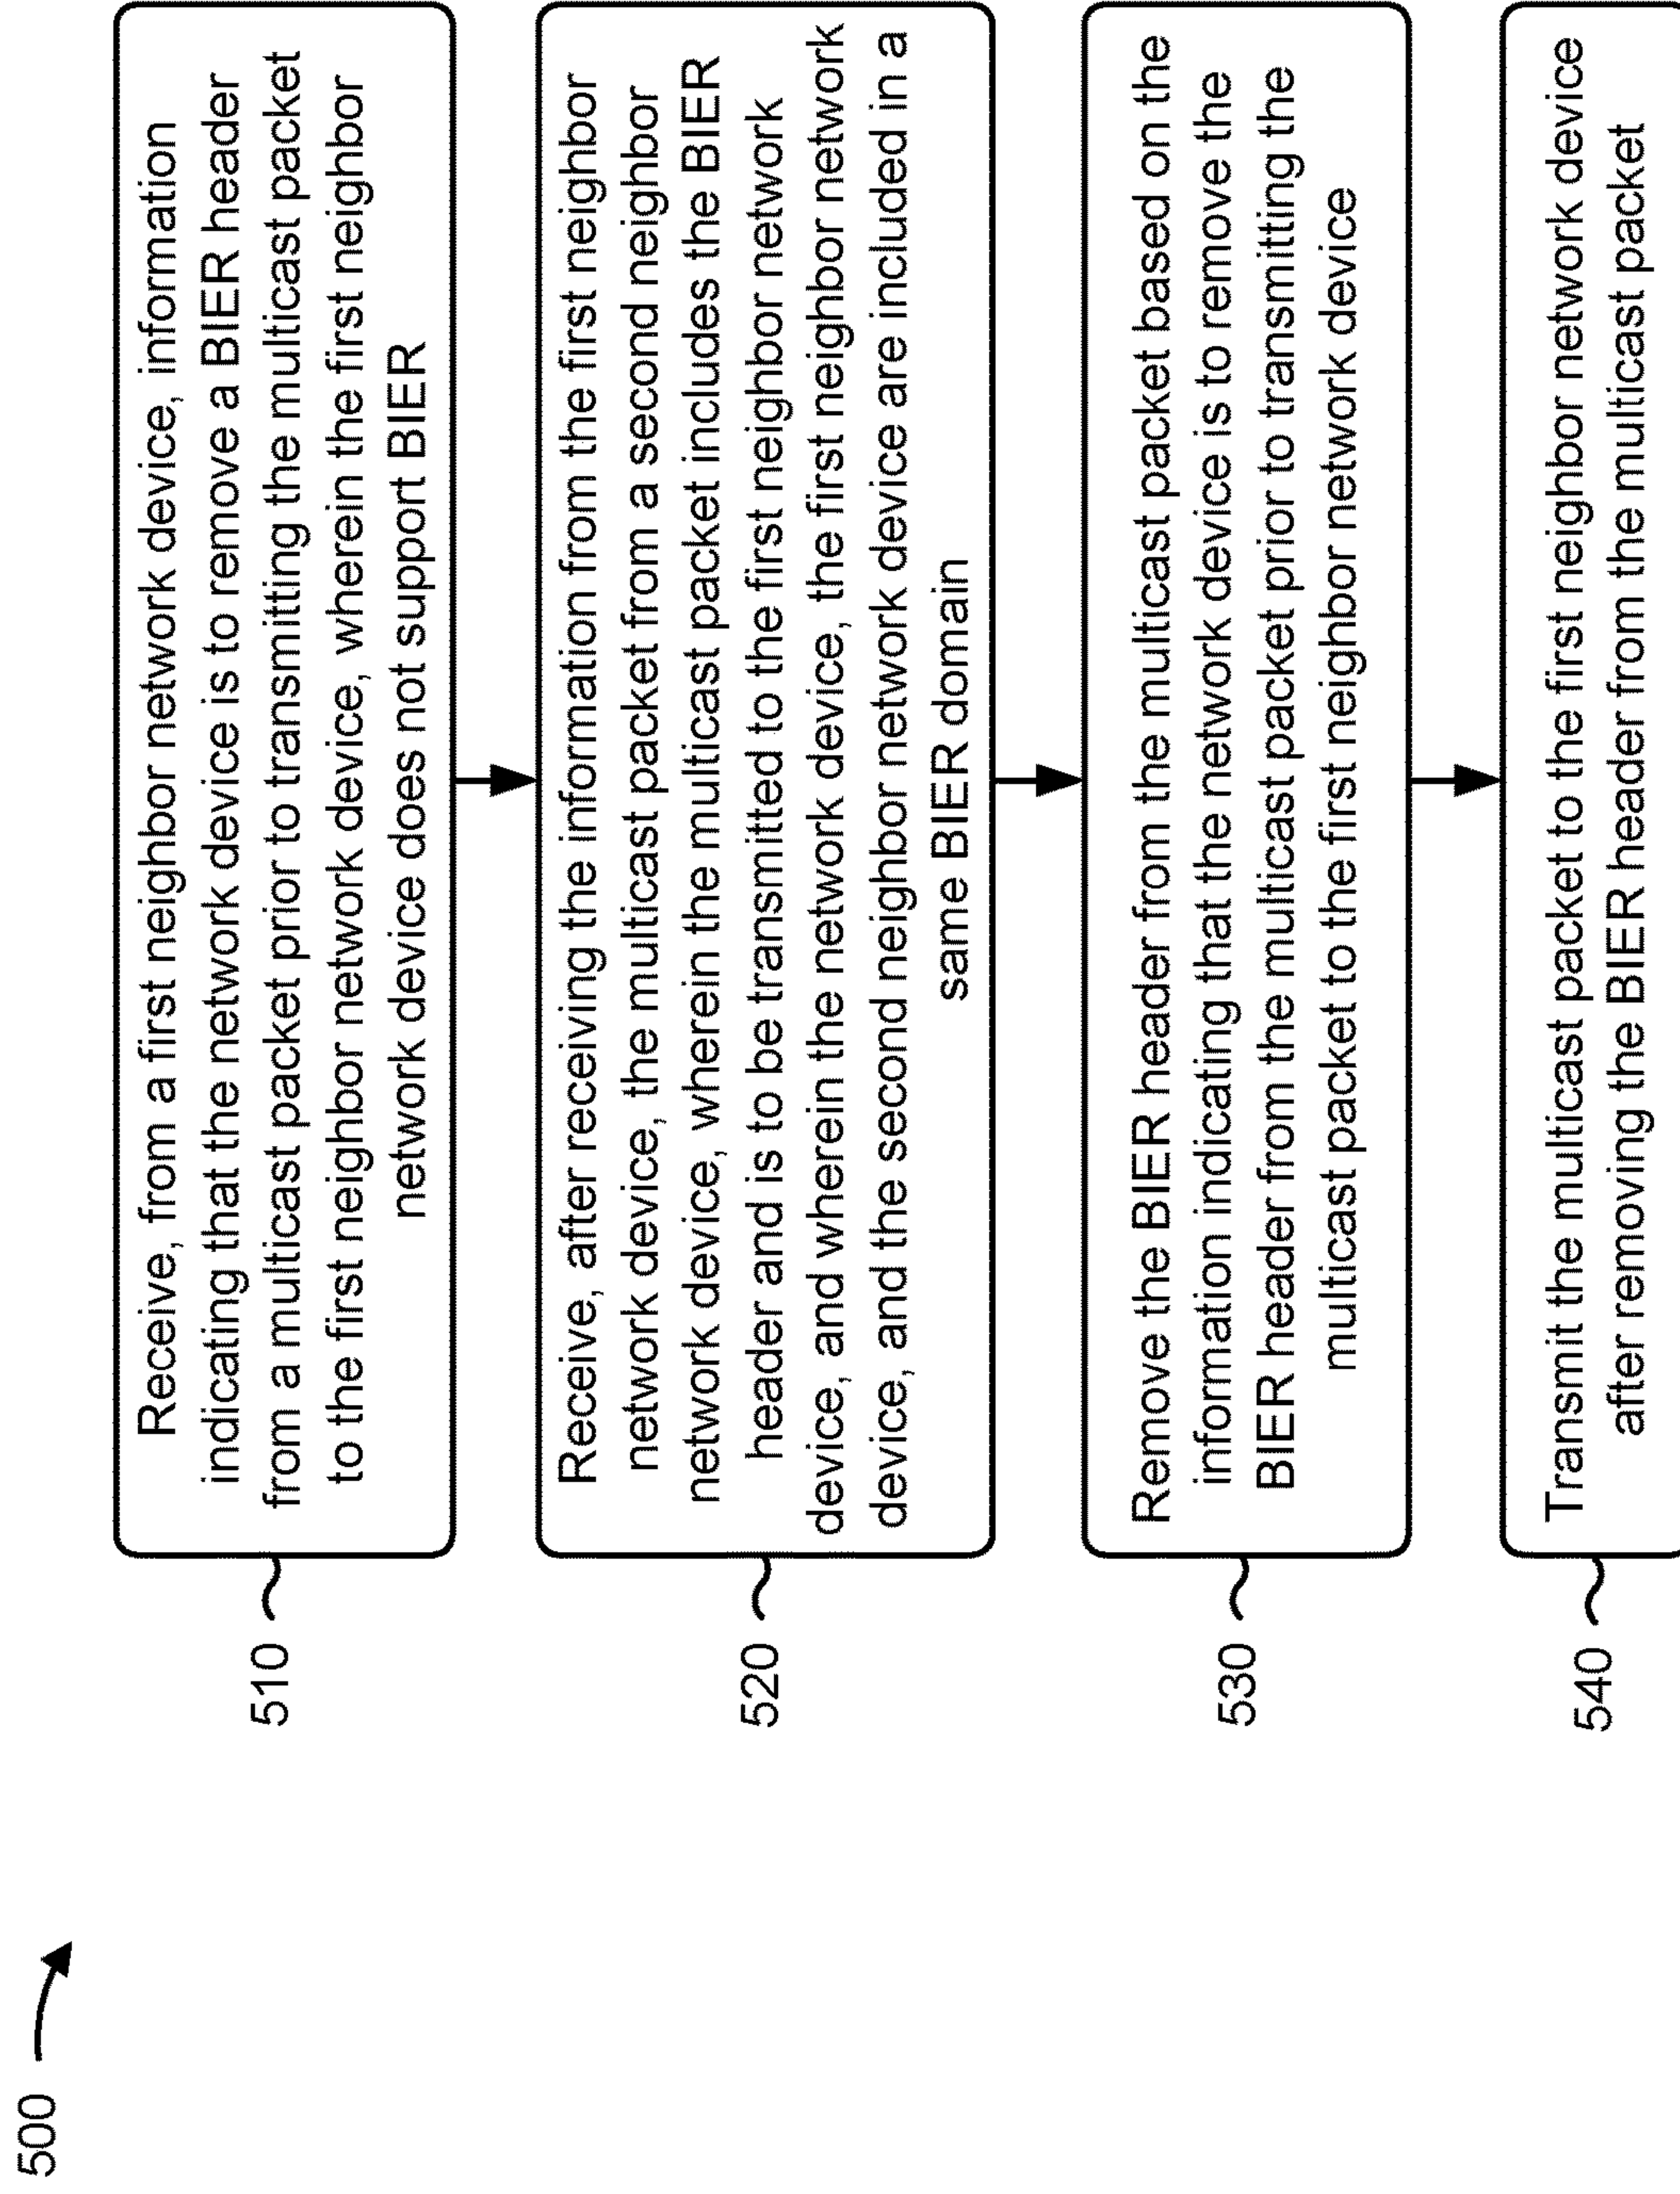 500
510
Receive, from a first neighbor network device, information
indicating that the network device is to remove a BIER header
from a multicast packet prior to transmitting the multicast packet
to the first neighbor network device, wherein the first neighbor
network device does not support BIER
520
Receive, after receiving the information from the first neighbor
network device, the multicast packet from a second neighbor
network device, wherein the multicast packet includes the BIER
header and is to be transmitted to the first neighbor network
device, and wherein the network device, the first neighbor network
device, and the second neighbor network device are included in a
same BIER domain
530
Remove the BIER header from the multicast packet based on the
information indicating that the network device is to remove the
BIER header from the multicast packet prior to transmitting the
multicast packet to the first neighbor network device
540
Transmit the multicast packet to the first neighbor network device
after removing the BIER header from the multicast packet